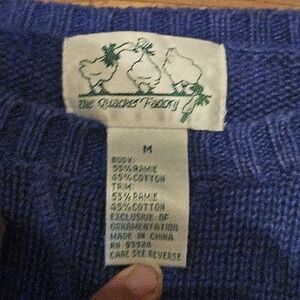 the Quacker Factory
M
BODY:
55% RAMIE
45% COTTON
TRIM:
55% RAMIE
45% COTTON
EXCLUSIVE OF
ORNAMENTATION
MADE IN CHINA
RN
CARE SEE REVERSE